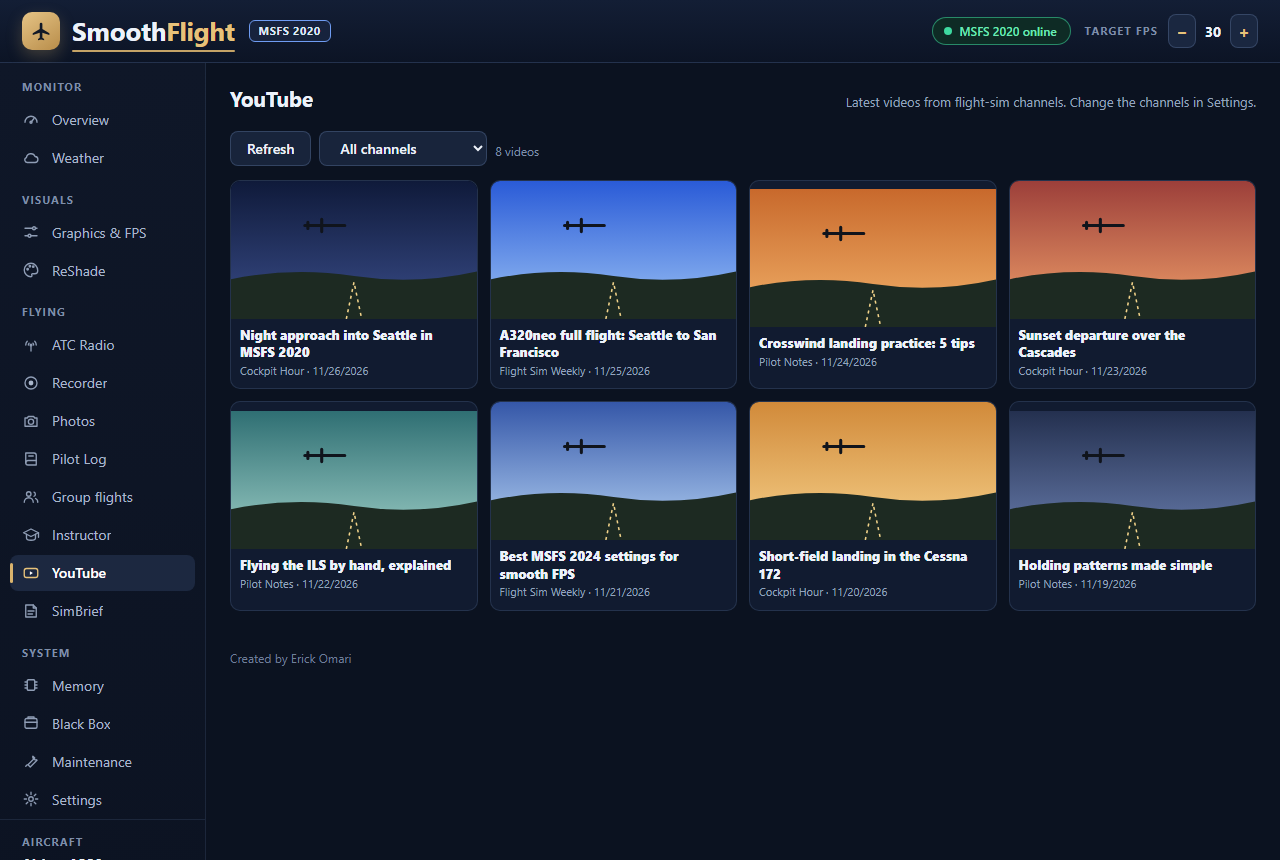 SmoothFlight
MSFS 2020
MSFS 2020 online
TARGET FPS
−
30
+
MONITOR
Overview
Weather
VISUALS
Graphics & FPS
ReShade
FLYING
ATC Radio
Recorder
Photos
Pilot Log
Group flights
Instructor
YouTube
SimBrief
SYSTEM
Memory
Black Box
Maintenance
Settings
AIRCRAFT
YouTube
Latest videos from flight-sim channels. Change the channels in Settings.
Refresh
All channels
8 videos
Night approach into Seattle in
MSFS 2020
Cockpit Hour · 11/26/2026
A320neo full flight: Seattle to San
Francisco
Flight Sim Weekly · 11/25/2026
Crosswind landing practice: 5 tips
Pilot Notes · 11/24/2026
Sunset departure over the
Cascades
Cockpit Hour · 11/23/2026
Flying the ILS by hand, explained
Pilot Notes · 11/22/2026
Best MSFS 2024 settings for
smooth FPS
Flight Sim Weekly · 11/21/2026
Short-field landing in the Cessna
172
Cockpit Hour · 11/20/2026
Holding patterns made simple
Pilot Notes · 11/19/2026
Created by Erick Omari